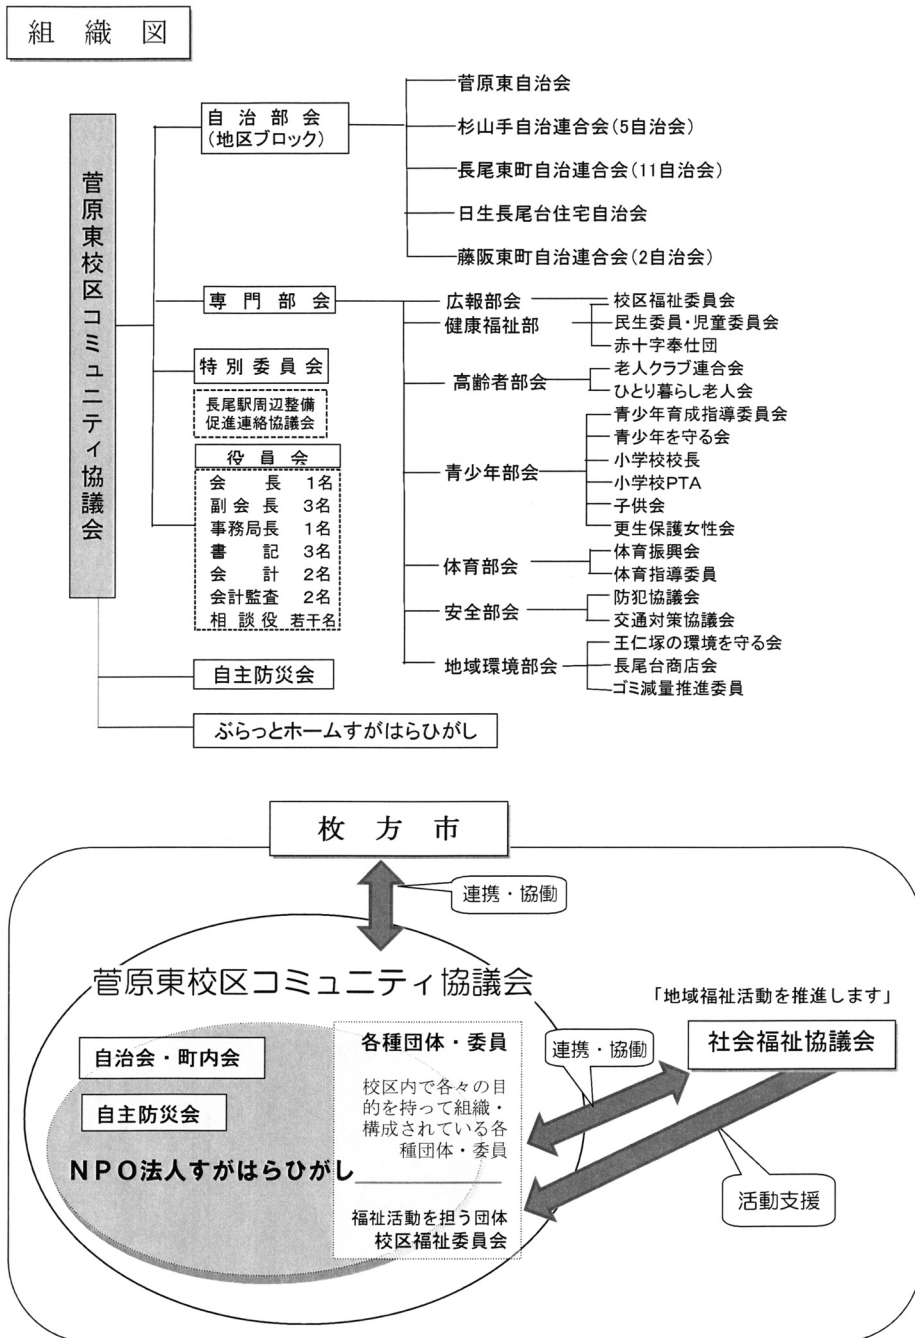 組 織 図
菅原東校区コミュニティ協議会
自 治 部 会
(地区ブロック)
菅原東自治会
杉山手自治連合会(5自治会)
長尾東町自治連合会(11自治会)
日生長尾台住宅自治会
藤阪東町自治連合会(2自治会)
専 門 部 会
広報部会
健康福祉部
校区福祉委員会
民生委員・児童委員会
赤十字奉仕団
高齢者部会
老人クラブ連合会
ひとり暮らし老人会
青少年部会
青少年育成指導委員会
青少年を守る会
小学校校長
小学校PTA
子供会
更生保護女性会
体育部会
体育振興会
体育指導委員
安全部会
防犯協議会
交通対策協議会
地域環境部会
王仁塚の環境を守る会
長尾台商店会
ゴミ減量推進委員
特 別 委 員 会
長尾駅周辺整備
促進連絡協議会
役 員 会
会 長 1名
副 会 長 3名
事務局長 1名
書 記 3名
会 計 2名
会計監査 2名
相 談 役 若干名
自主防災会
ぷらっとホームすがはらひがし
枚 方 市
連携・協働
菅原東校区コミュニティ協議会
「地域福祉活動を推進します」
社会福祉協議会
連携・協働
自治会・町内会
自主防災会
NPO法人すがはらひがし
各種団体・委員
校区内で各々の目
的を持って組織・
構成されている各
種団体・委員
福祉活動を担う団体
校区福祉委員会
活動支援